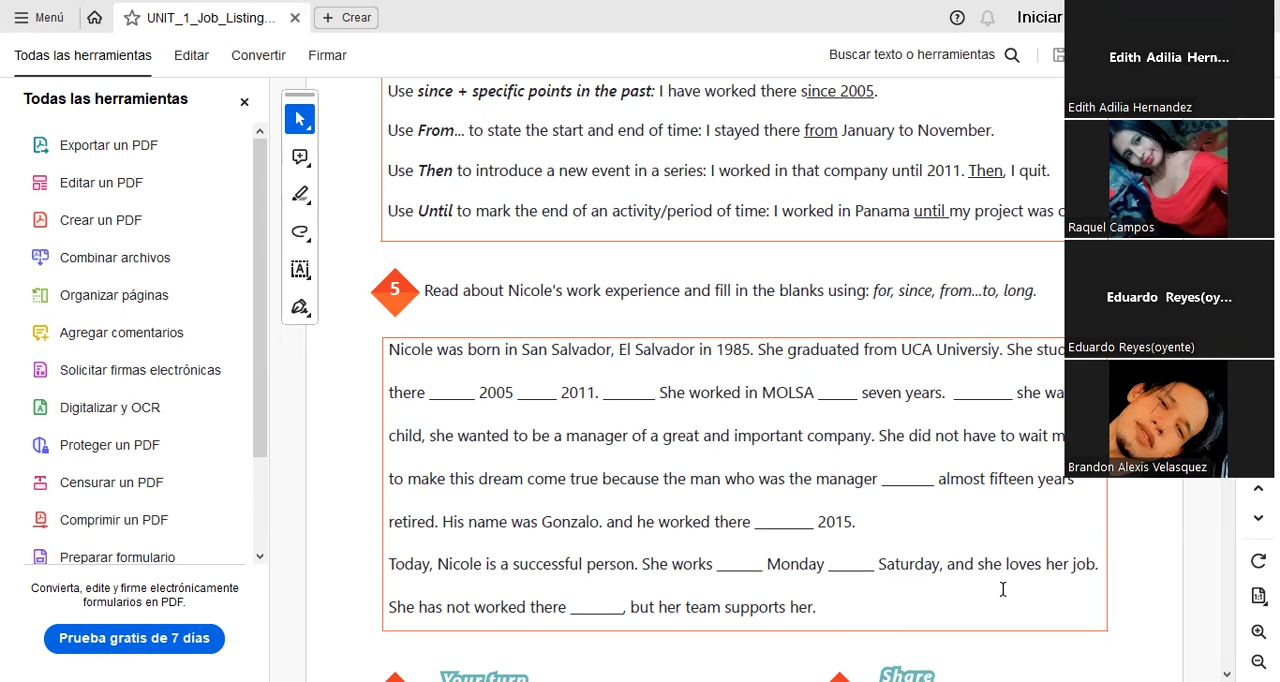 Menú
UNIT_1_Job_Listing...
Crear
Iniciar
Todas las herramientas
Editar
Convertir
Firmar
Buscar texto o herramientas
Todas las herramientas
Exportar un PDF
Editar un PDF
Crear un PDF
Combinar archivos
Organizar páginas
Agregar comentarios
Solicitar firmas electrónicas
Digitalizar y OCR
Proteger un PDF
Censurar un PDF
Comprimir un PDF
Preparar formulario
Convierta, edite y firme electrónicamente
formularios en PDF.
Prueba gratis de 7 días
Use since + specific points in the past: I have worked there since 2005.
Use From... to state the start and end of time: I stayed there from January to November.
Use Then to introduce a new event in a series: I worked in that company until 2011. Then, I quit.
Use Until to mark the end of an activity/period of time: I worked in Panama until my project was
5
Read about Nicole's work experience and fill in the blanks using: for, since, from...to, long.
Nicole was born in San Salvador, El Salvador in 1985. She graduated from UCA Universiy. She
there _____ 2005 _____ 2011. ______ She worked in MOLSA _____ seven years. _______ she
child, she wanted to be a manager of a great and important company. She did not have to wait
to make this dream come true because the man who was the manager ______ almost fifteen years
retired. His name was Gonzalo. and he worked there _______ 2015.
Today, Nicole is a successful person. She works _____ Monday _____ Saturday, and she loves her job.
She has not worked there ______, but her team supports her.
Your turn
Share
Edith Adilia Hern...
Edith Adilia Hernandez
Raquel Campos
Eduardo Reyes(oy...
Eduardo Reyes(oyente)
Brandon Alexis Velasquez